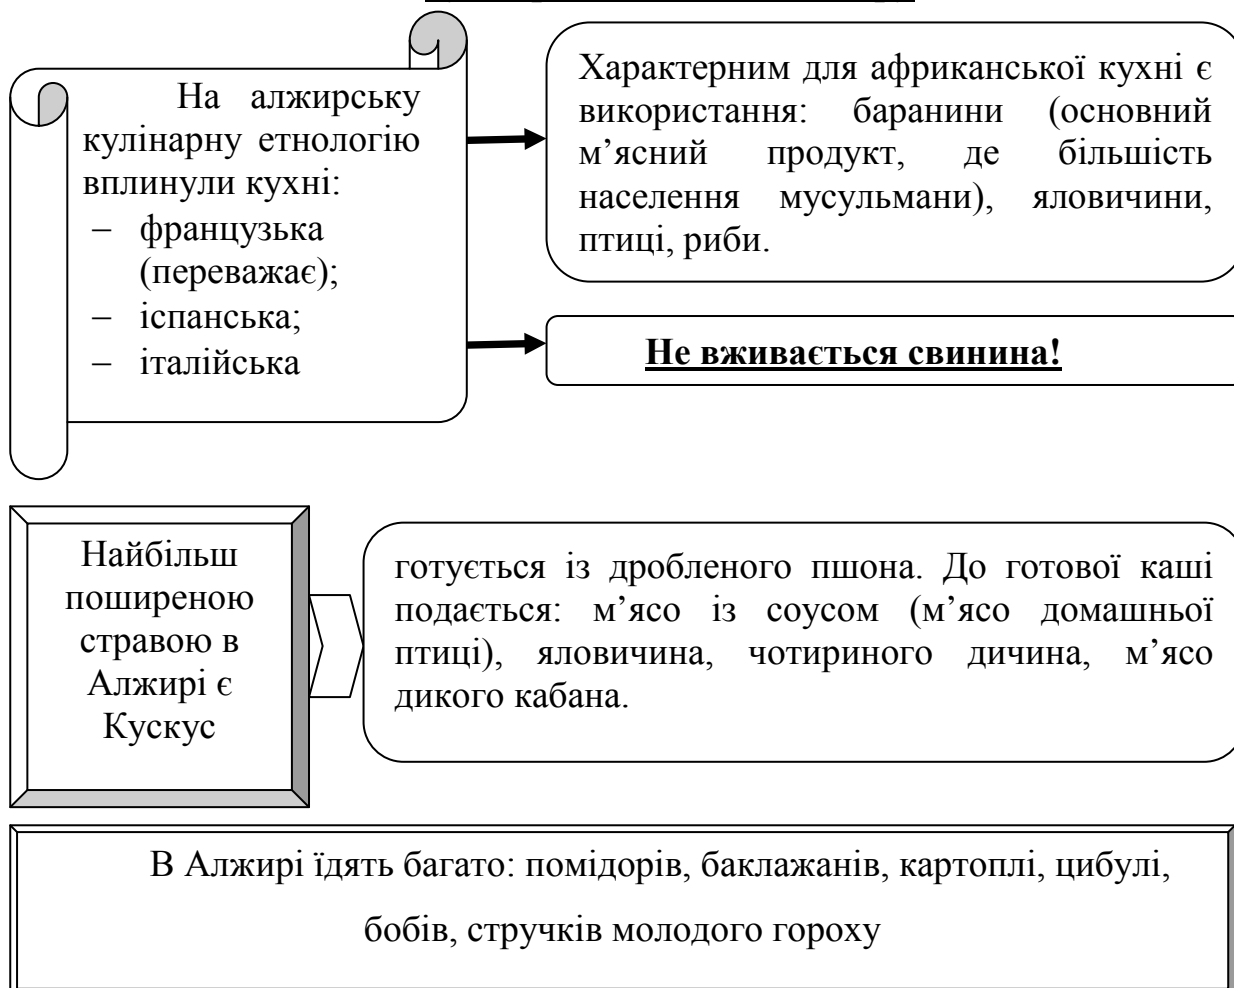 На алжирську
кулінарну етнологію
вплинули кухні:
– французька
(переважає);
– іспанська;
– італійська
Характерним для африканської кухні є
використання: баранини (основний
м’ясний продукт, де більшість
населення мусульмани), яловичини,
птиці, риби.
Не вживається свинина!
Найбільш
поширеною
стравою в
Алжирі є
Кускус
готується із дробленого пшона. До готової каші
подається: м’ясо із соусом (м’ясо домашньої
птиці), яловичина, чотириного дичина, м’ясо
дикого кабана.
В Алжирі їдять багато: помідорів, баклажанів, картоплі, цибулі,
бобів, стручків молодого гороху